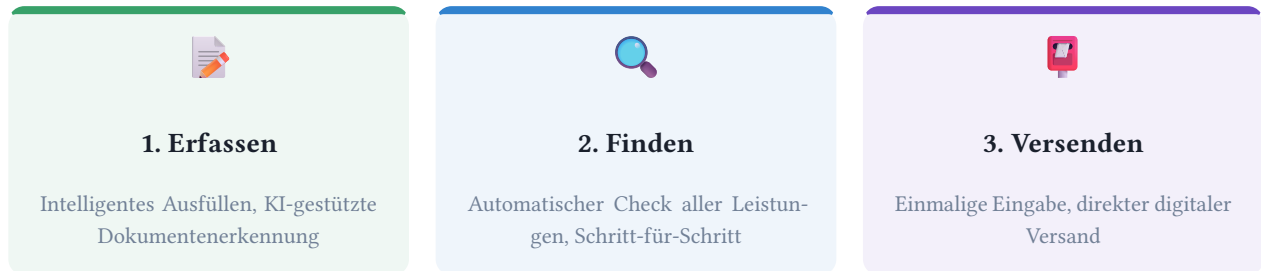 1. Erfassen
Intelligentes Ausfüllen, KI-gestützte
Dokumentenerkennung
2. Finden
Automatischer Check aller Leistun-
gen, Schritt-für-Schritt
3. Versenden
Einmalige Eingabe, direkter digitaler
Versand